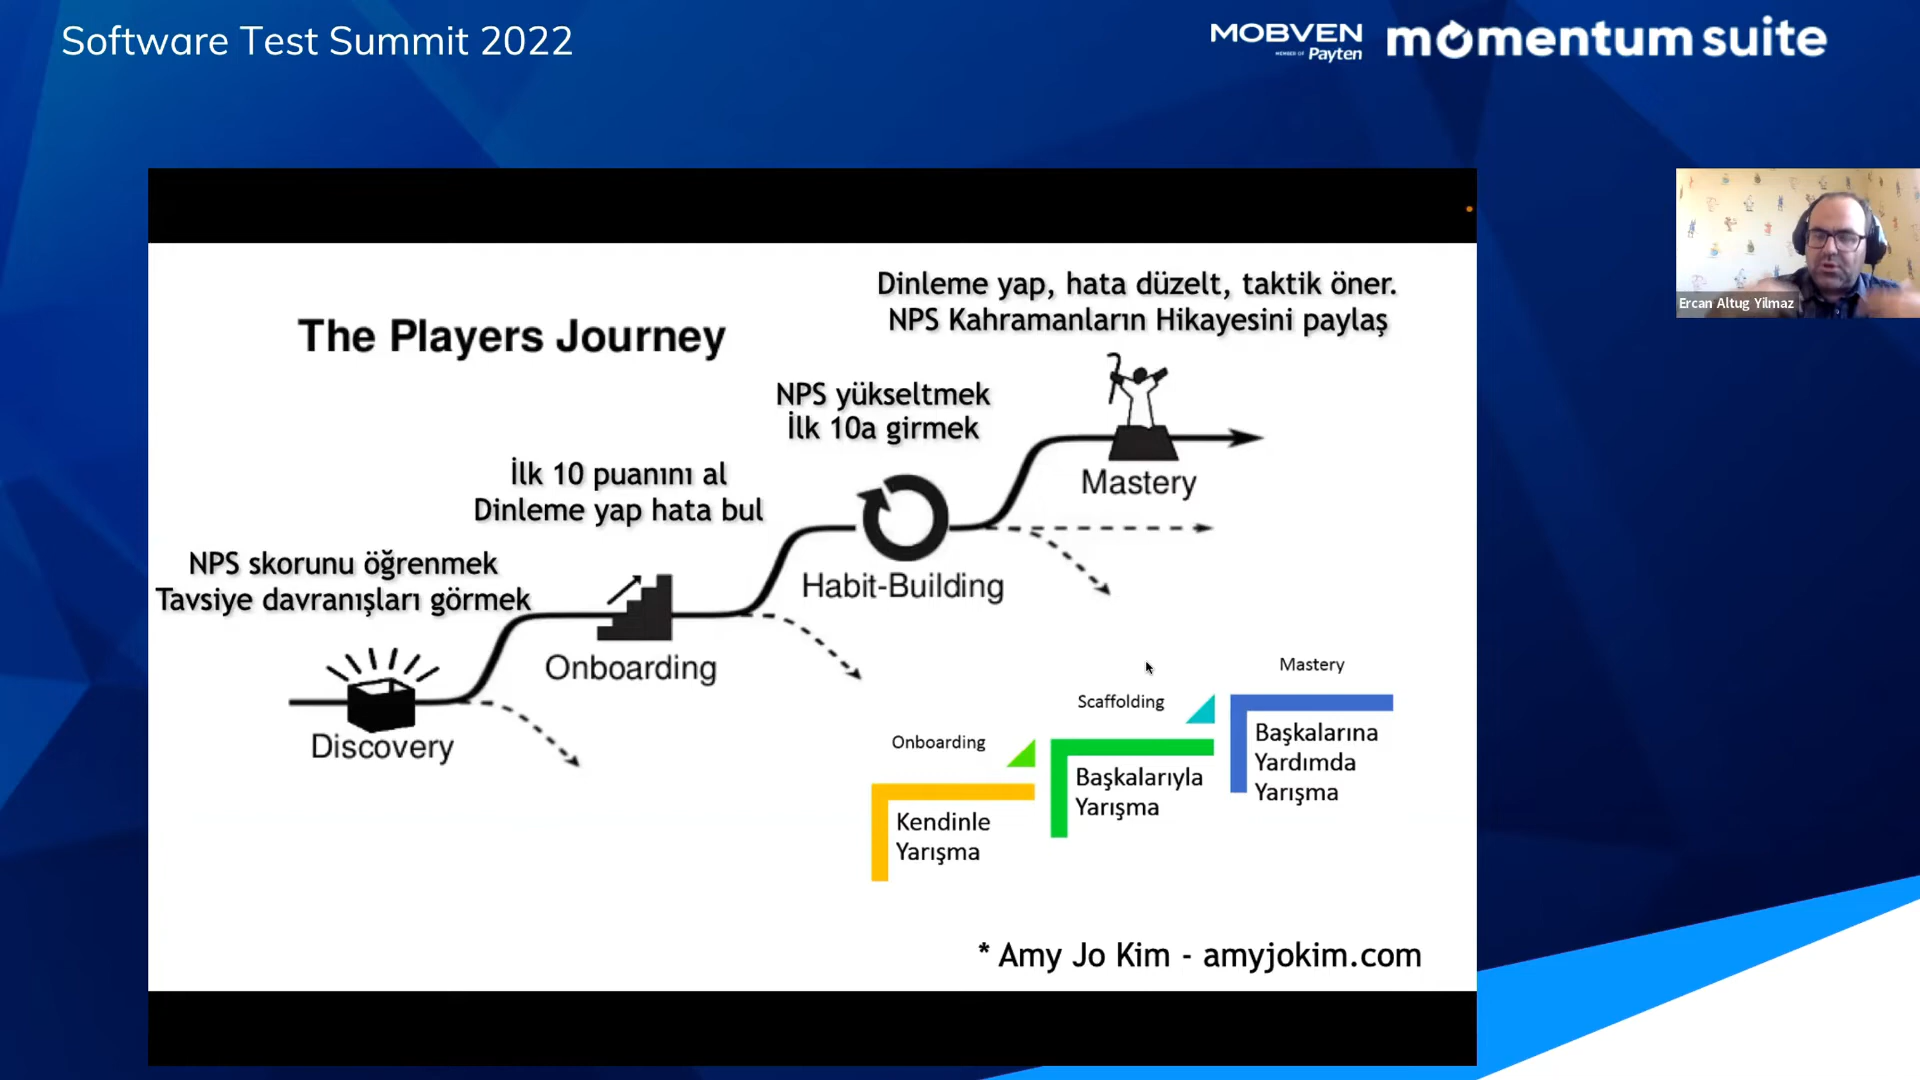 Software Test Summit 2022
MOBVEN
MEMBER OF Payten
momentum suite
Ercan Altug Yilmaz
The Players Journey
Dinleme yap, hata düzelt, taktik öner.
NPS Kahramanların Hikayesini paylaş
NPS yükseltmek
İlk 10a girmek
Mastery
İlk 10 puanını al
Dinleme yap hata bul
Habit-Building
NPS skorunu öğrenmek
Tavsiye davranışları görmek
Onboarding
Discovery
Mastery
Scaffolding
Onboarding
Başkalarına
Yardımda
Yarışma
Başkalarıyla
Yarışma
Kendinle
Yarışma
* Amy Jo Kim - amyjokim.com